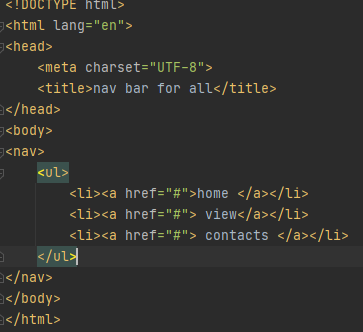 <!DOCTYPE html>
<html lang="en">
<head>
    <meta charset="UTF-8">
    <title>nav bar for all</title>
</head>
<body>
<nav>
    <ul>
        <li><a href="#">home </a></li>
        <li><a href="#"> view</a></li>
        <li><a href="#"> contacts </a></li>
    </ul>
</nav>
</body>
</html>